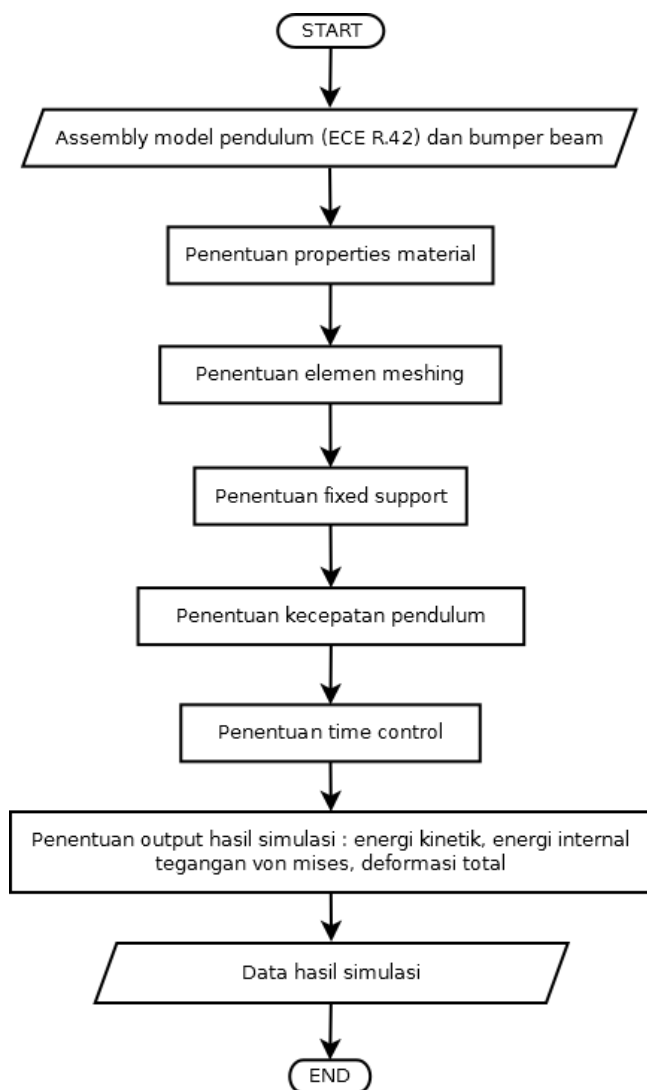 START
Assembly model pendulum (ECE R.42) dan bumper beam
Penentuan properties material
Penentuan elemen meshing
Penentuan fixed support
Penentuan kecepatan pendulum
Penentuan time control
Penentuan output hasil simulasi : energi kinetik, energi internal
tegangan von mises, deformasi total
Data hasil simulasi
END